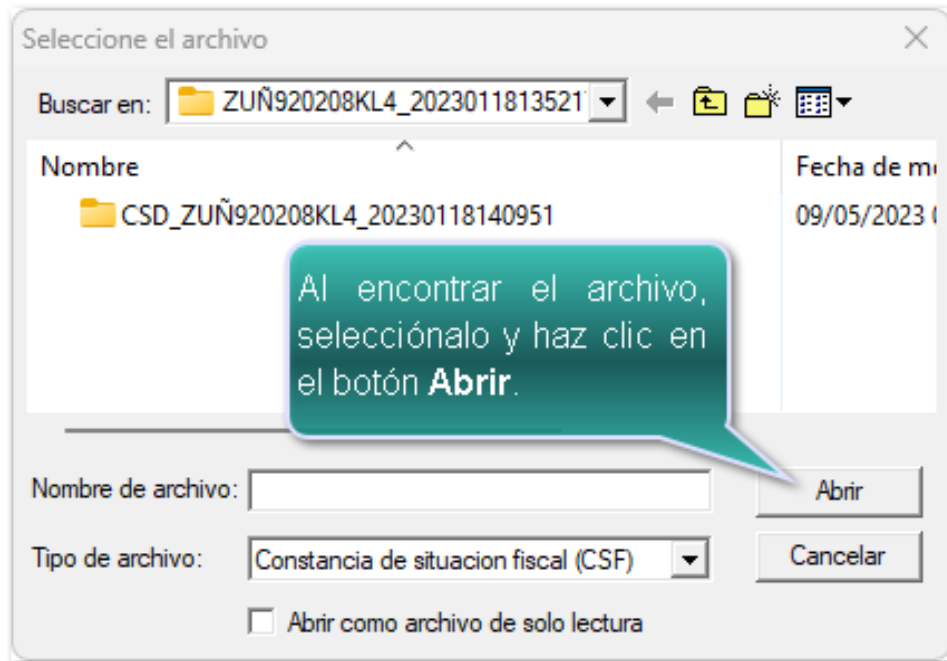 Seleccione el archivo
Buscar en: ZUÑ920208KL4_2023011813521
Nombre Fecha de
CSD_ZUÑ920208KL4_20230118140951 09/05/2023
Al encontrar el archivo,
selecciónalo y haz clic en
el botón Abrir.
Nombre de archivo: Abrir
Tipo de archivo: Constancia de situacion fiscal (CSF) Cancelar
Abrir como archivo de solo lectura